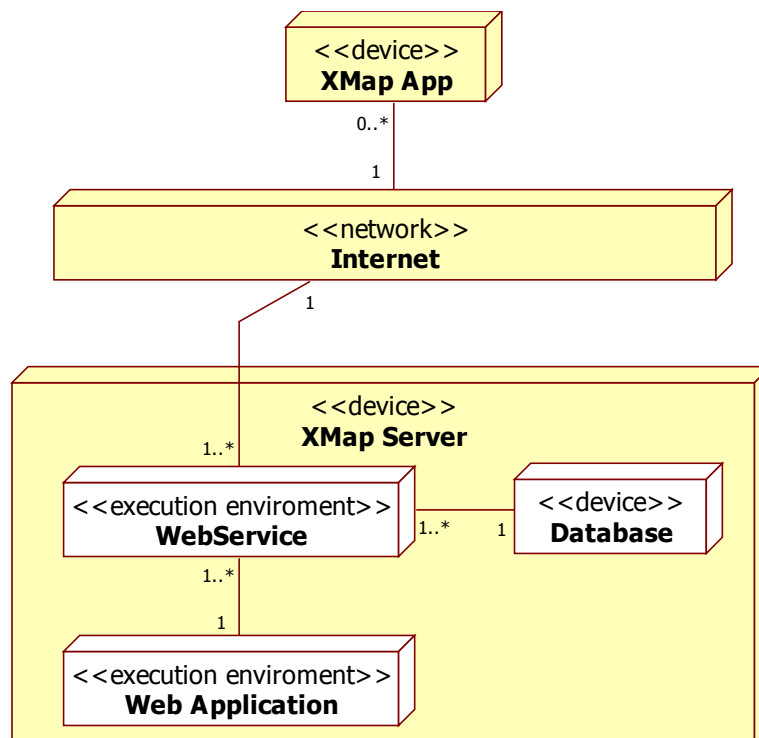 <<device>>
XMap App
0..*
1
<<network>>
Internet
1
<<device>>
XMap Server
1..*
<<execution enviroment>>
WebService
1..*
1
<<device>>
Database
1..*
1
<<execution enviroment>>
Web Application